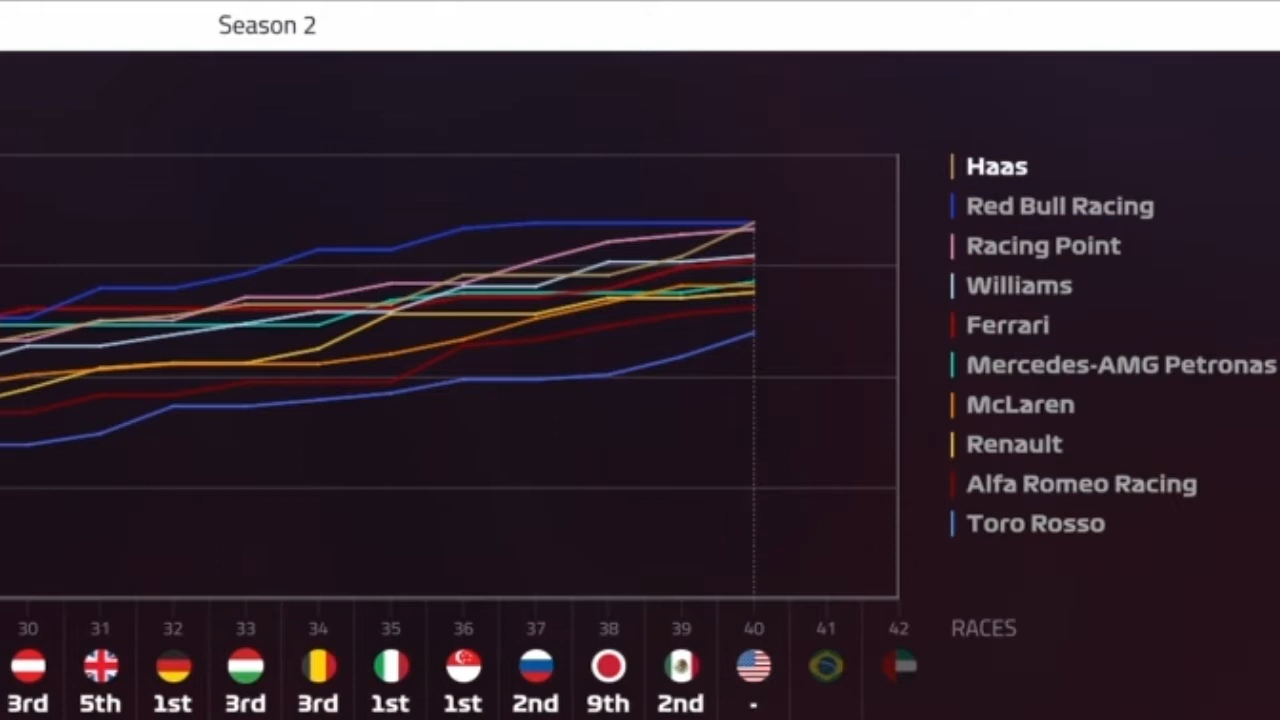 Season 2
Haas
Red Bull Racing
Racing Point
Williams
Ferrari
Mercedes-AMG Petronas
McLaren
Renault
Alfa Romeo Racing
Toro Rosso
30 31 32 33 34 35 36 37 38 39 40 41 42 RACES
3rd 5th 1st 3rd 3rd 1st 1st 2nd 9th 2nd -